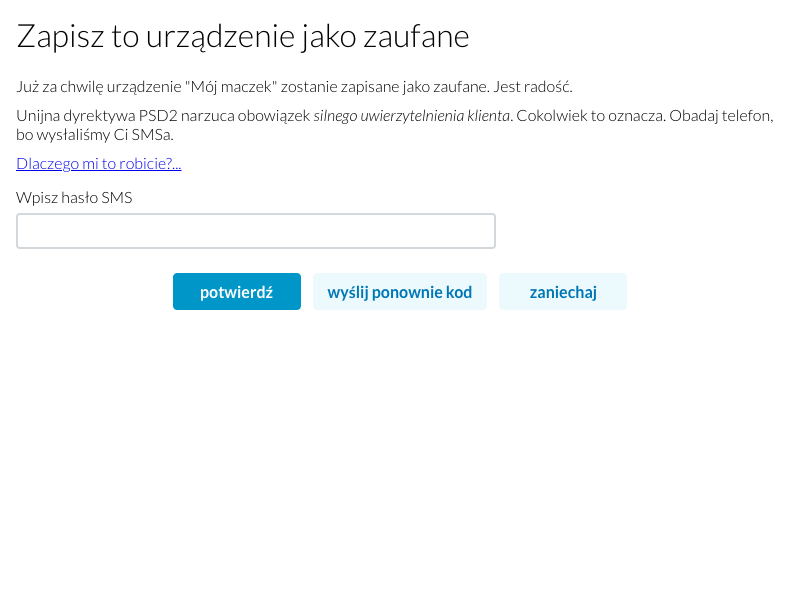 Zapisz to urządzenie jako zaufane
Już za chwilę urządzenie "Mój maczek" zostanie zapisane jako zaufane. Jest radość.
Unijna dyrektywa PSD2 narzuca obowiązek silnego uwierzytelnienia klienta. Cokolwiek to oznacza. Obadaj telefon,
bo wysłaliśmy Ci SMSa.
Dlaczego mi to robicie?...
Wpisz hasło SMS
potwierdź
wyślij ponownie kod
zaniechaj